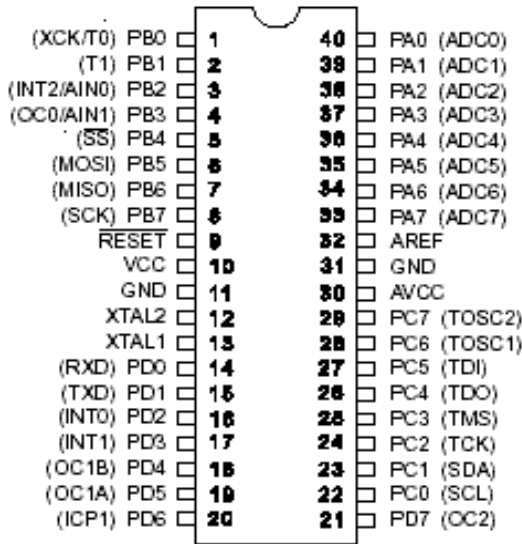 (XCK/T0) PB0 1 40 PA0 (ADC0)
(T1) PB1 2 39 PA1 (ADC1)
(INT2/AIN0) PB2 3 38 PA2 (ADC2)
(OC0/AIN1) PB3 4 37 PA3 (ADC3)
(SS) PB4 5 36 PA4 (ADC4)
(MOSI) PB5 6 35 PA5 (ADC5)
(MISO) PB6 7 34 PA6 (ADC6)
(SCK) PB7 8 33 PA7 (ADC7)
RESET 9 32 AREF
VCC 10 31 GND
GND 11 30 AVCC
XTAL2 12 29 PC7 (TOSC2)
XTAL1 13 28 PC6 (TOSC1)
(RXD) PD0 14 27 PC5 (TDI)
(TXD) PD1 15 26 PC4 (TDO)
(INT0) PD2 16 25 PC3 (TMS)
(INT1) PD3 17 24 PC2 (TCK)
(OC1B) PD4 18 23 PC1 (SDA)
(OC1A) PD5 19 22 PC0 (SCL)
(ICP1) PD6 20 21 PD7 (OC2)